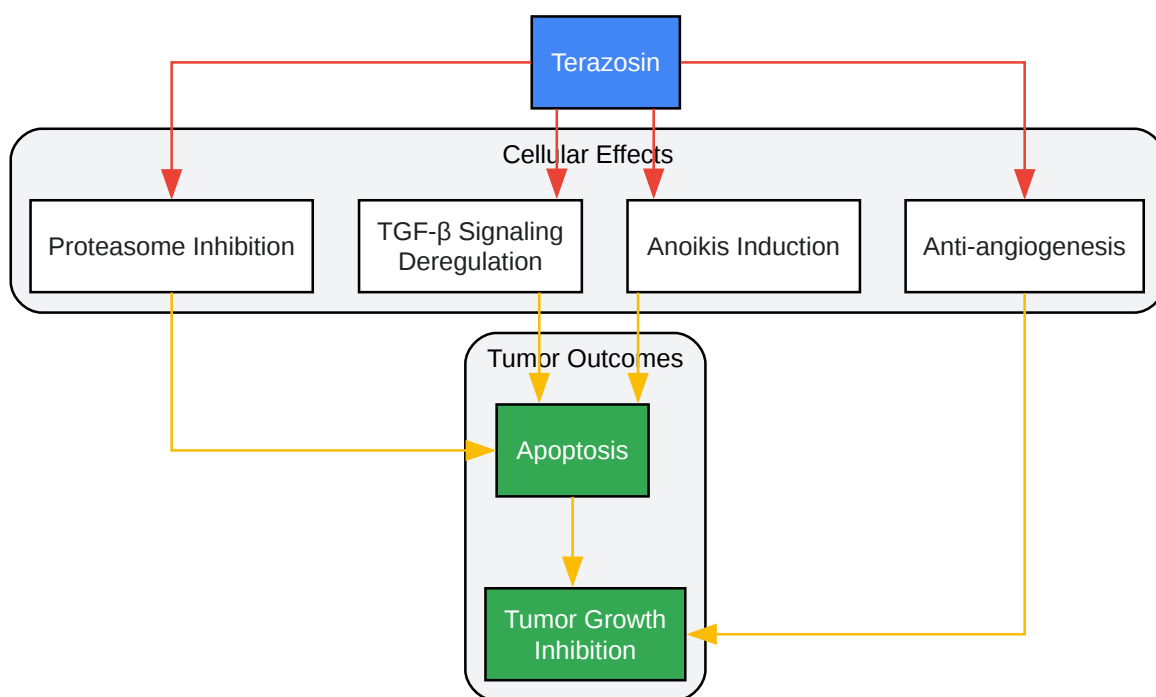 Terazosin
Cellular Effects
Proteasome Inhibition
TGF-β Signaling
Deregulation
Anoikis Induction
Anti-angiogenesis
Tumor Outcomes
Apoptosis
Tumor Growth
Inhibition